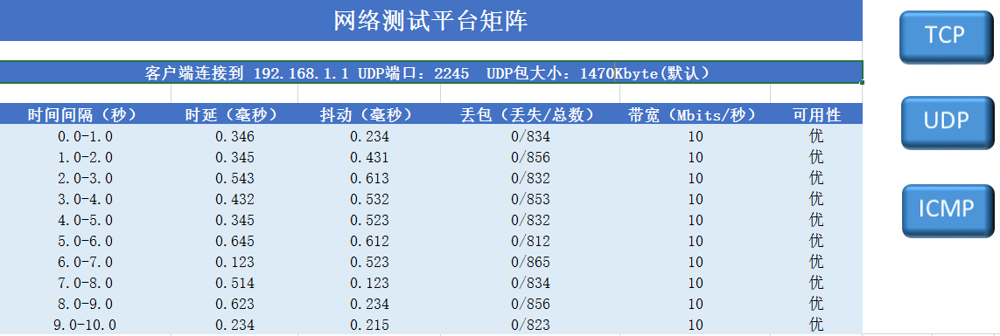 网络测试平台矩阵
客户端连接到 192.168.1.1 UDP端口：2245 UDP包大小：1470Kbyte(默认）
时间间隔（秒） 时延（毫秒） 抖动（毫秒） 丢包（丢失/总数） 带宽（Mbits/秒） 可用性
0.0-1.0 0.346 0.234 0/834 10 优
1.0-2.0 0.345 0.431 0/856 10 优
2.0-3.0 0.543 0.613 0/832 10 优
3.0-4.0 0.432 0.532 0/853 10 优
4.0-5.0 0.345 0.523 0/832 10 优
5.0-6.0 0.645 0.612 0/812 10 优
6.0-7.0 0.123 0.523 0/865 10 优
7.0-8.0 0.514 0.123 0/834 10 优
8.0-9.0 0.623 0.234 0/856 10 优
9.0-10.0 0.234 0.215 0/823 10 优
TCP
UDP
ICMP